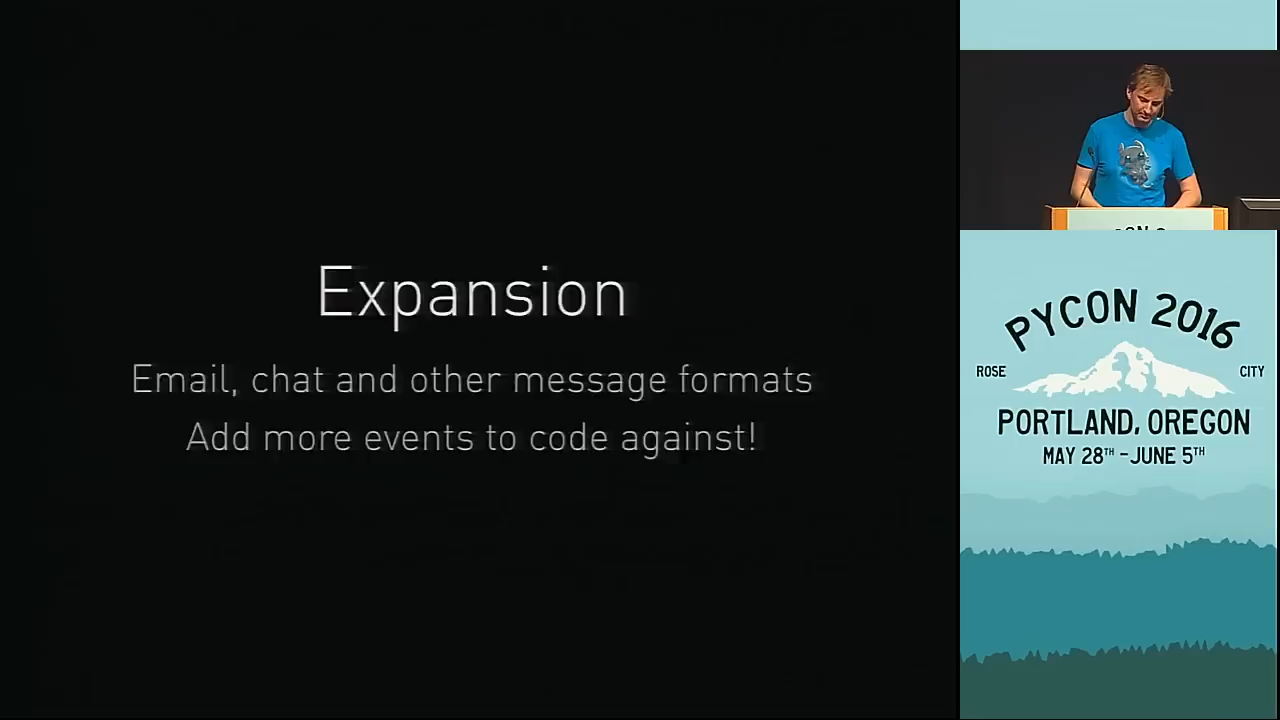 Expansion
Email, chat and other message formats
Add more events to code against!
PYCON 2016
ROSE CITY
PORTLAND, OREGON
MAY 28TH - JUNE 5TH